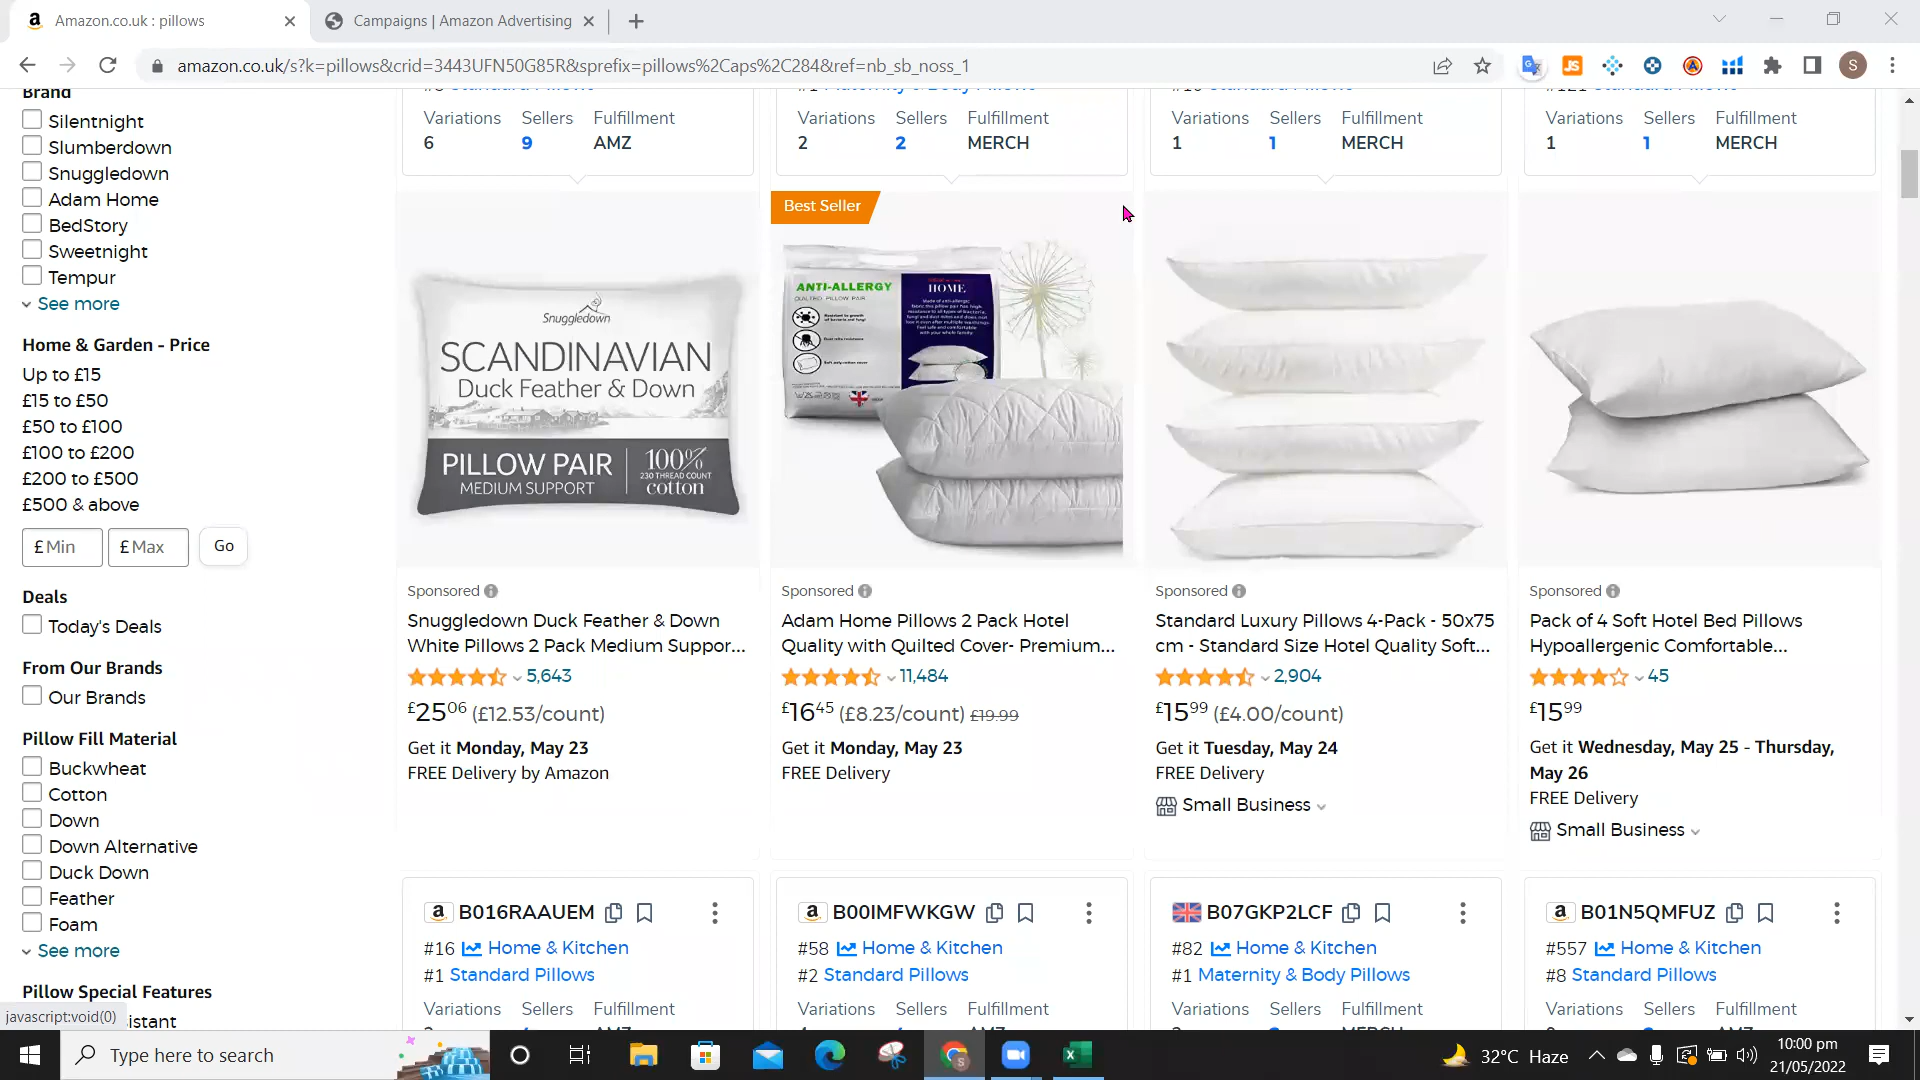 Amazon.co.uk : pillows
Campaigns | Amazon Advertising
amazon.co.uk/s?k=pillows&crid=3443UFN50G85R&sprefix=pillows%2Caps%2C284&ref=nb_sb_noss_1
S
Brand
Silentnight
Slumberdown
Snuggledown
Adam Home
BedStory
Sweetnight
Tempur
See more
Home & Garden - Price
Up to £15
£15 to £50
£50 to £100
£100 to £200
£200 to £500
£500 & above
£ Min £ Max Go
Deals
Today's Deals
From Our Brands
Our Brands
Pillow Fill Material
Buckwheat
Cotton
Down
Down Alternative
Duck Down
Feather
Foam
See more
Pillow Special Features
javascript:void(0)
Variations Sellers Fulfillment
6 9 AMZ
Variations Sellers Fulfillment
2 2 MERCH
Variations Sellers Fulfillment
1 1 MERCH
Variations Sellers Fulfillment
1 1 MERCH
Snuggledown
SCANDINAVIAN
Duck Feather & Down
PILLOW PAIR
MEDIUM SUPPORT
100%
230 THREAD COUNT
cotton
Sponsored
Snuggledown Duck Feather & Down
White Pillows 2 Pack Medium Suppor...
5,643
£25 06 (£12.53/count)
Get it Monday, May 23
FREE Delivery by Amazon
Best Seller
ANTI-ALLERGY
QUILTED PILLOW PAIR
HOME
Sponsored
Adam Home Pillows 2 Pack Hotel
Quality with Quilted Cover- Premium...
11,484
£16 45 (£8.23/count) £19.99
Get it Monday, May 23
FREE Delivery
Sponsored
Standard Luxury Pillows 4-Pack - 50x75
cm - Standard Size Hotel Quality Soft...
2,904
£15 99 (£4.00/count)
Get it Tuesday, May 24
FREE Delivery
Small Business
Sponsored
Pack of 4 Soft Hotel Bed Pillows
Hypoallergenic Comfortable...
45
£15 99
Get it Wednesday, May 25 - Thursday,
May 26
FREE Delivery
Small Business
B016RAAUEM
#16 Home & Kitchen
#1 Standard Pillows
Variations Sellers Fulfillment
B00IMFWKGW
#58 Home & Kitchen
#2 Standard Pillows
Variations Sellers Fulfillment
B07GKP2LCF
#82 Home & Kitchen
#1 Maternity & Body Pillows
Variations Sellers Fulfillment
B01N5QMFUZ
#557 Home & Kitchen
#8 Standard Pillows
Variations Sellers Fulfillment
Type here to search
32°C Haze
10:00 pm
21/05/2022